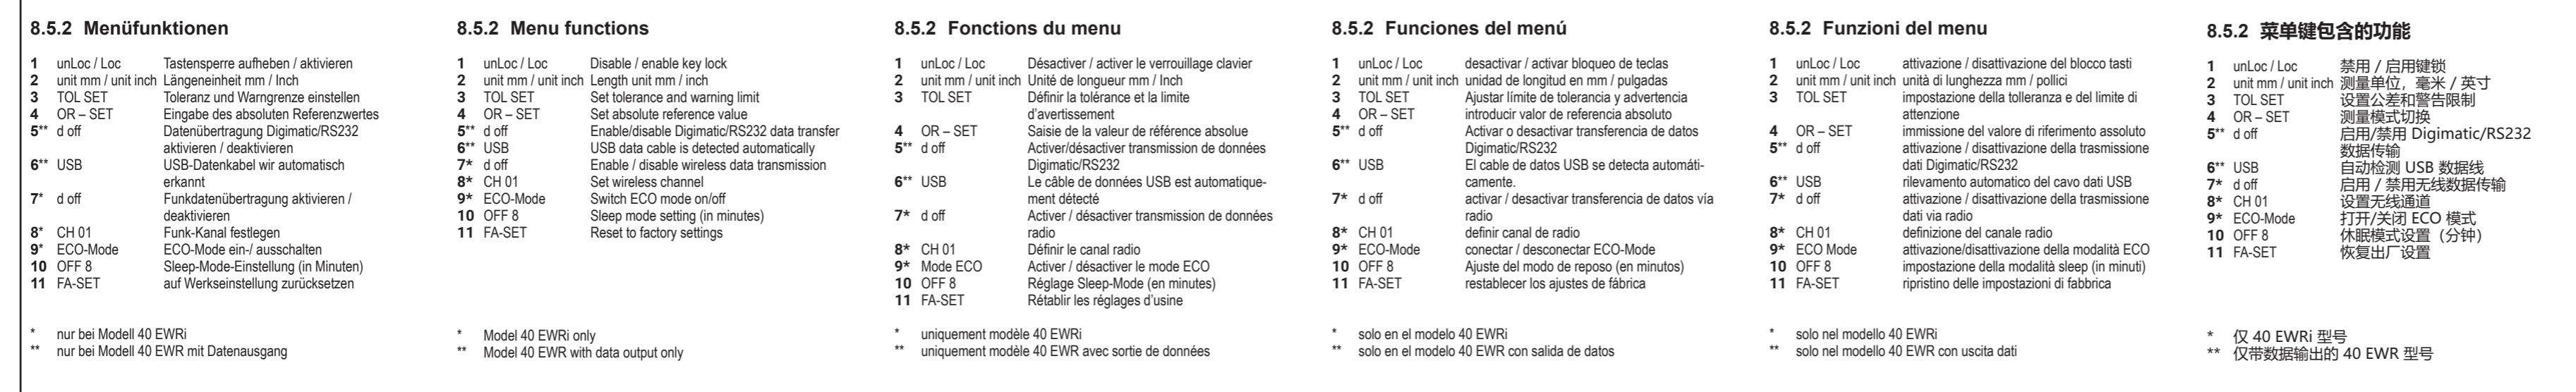 8.5.2 Menüfunktionen
1 unLoc / Loc Tastensperre aufheben / aktivieren
2 unit mm / unit inch Längeneinheit mm / Inch
3 TOL SET Toleranz und Warngrenze einstellen
4 OR – SET Eingabe des absoluten Referenzwertes
5** d off Datenübertragung Digimatic/RS232
aktivieren / deaktivieren
6** USB USB-Datenkabel wir automatisch
erkannt
7* d off Funkdatenübertragung aktivieren /
deaktivieren
8* CH 01 Funk-Kanal festlegen
9* ECO-Mode ECO-Mode ein-/ ausschalten
10 OFF 8 Sleep-Mode-Einstellung (in Minuten)
11 FA-SET auf Werkseinstellung zurücksetzen
* nur bei Modell 40 EWRi
** nur bei Modell 40 EWR mit Datenausgang
8.5.2 Menu functions
1 unLoc / Loc Disable / enable key lock
2 unit mm / unit inch Length unit mm / inch
3 TOL SET Set tolerance and warning limit
4 OR – SET Set absolute reference value
5** d off Enable/disable Digimatic/RS232 data transfer
6** USB USB data cable is detected automatically
7* d off Enable / disable wireless data transmission
8* CH 01 Set wireless channel
9* ECO-Mode Switch ECO mode on/off
10 OFF 8 Sleep mode setting (in minutes)
11 FA-SET Reset to factory settings
* Model 40 EWRi only
** Model 40 EWR with data output only
8.5.2 Fonctions du menu
1 unLoc / Loc Désactiver / activer le verrouillage clavier
2 unit mm / unit inch Unité de longueur mm / Inch
3 TOL SET Définir la tolérance et la limite
d'avertissement
4 OR – SET Saisie de la valeur de référence absolue
5** d off Activer/désactiver transmission de données
Digimatic/RS232
6** USB Le câble de données USB est automatique-
ment détecté
7* d off Activer / désactiver transmission de données
radio
8* CH 01 Définir le canal radio
9* Mode ECO Activer / désactiver le mode ECO
10 OFF 8 Réglage Sleep-Mode (en minutes)
11 FA-SET Rétablir les réglages d'usine
* uniquement modèle 40 EWRi
** uniquement modèle 40 EWR avec sortie de données
8.5.2 Funciones del menú
1 unLoc / Loc desactivar / activar bloqueo de teclas
2 unit mm / unit inch unidad de longitud en mm / pulgadas
3 TOL SET Ajustar límite de tolerancia y advertencia
4 OR – SET introducir valor de referencia absoluto
5** d off Activar o desactivar transferencia de datos
Digimatic/RS232
6** USB El cable de datos USB se detecta automáti-
camente.
7* d off activar / desactivar transferencia de datos vía
radio
8* CH 01 definir canal de radio
9* ECO-Mode conectar / desconectar ECO-Mode
10 OFF 8 Ajuste del modo de reposo (en minutos)
11 FA-SET restablecer los ajustes de fábrica
* solo en el modelo 40 EWRi
** solo en el modelo 40 EWR con salida de datos
8.5.2 Funzioni del menu
1 unLoc / Loc attivazione / disattivazione del blocco tasti
2 unit mm / unit inch unità di lunghezza mm / pollici
3 TOL SET impostazione della tolleranza e del limite di
attenzione
4 OR – SET immissione del valore di riferimento assoluto
5** d off attivazione / disattivazione della trasmissione
dati Digimatic/RS232
6** USB rilevamento automatico del cavo dati USB
7* d off attivazione / disattivazione della trasmissione
dati via radio
8* CH 01 definizione del canale radio
9* ECO Mode attivazione/disattivazione della modalità ECO
10 OFF 8 impostazione della modalità sleep (in minuti)
11 FA-SET ripristino delle impostazioni di fabbrica
* solo nel modello 40 EWRi
** solo nel modello 40 EWR con uscita dati
8.5.2 菜单键包含的功能
1 unLoc / Loc 禁用 / 启用键锁
2 unit mm / unit inch 测量单位，毫米 / 英寸
3 TOL SET 设置公差和警告限制
4 OR – SET 测量模式切换
5** d off 启用/禁用 Digimatic/RS232
数据传输
6** USB 自动检测 USB 数据线
7* d off 启用 / 禁用无线数据传输
8* CH 01 设置无线通道
9* ECO-Mode 打开/关闭 ECO 模式
10 OFF 8 休眠模式设置（分钟）
11 FA-SET 恢复出厂设置
* 仅 40 EWRi 型号
** 仅带数据输出的 40 EWR 型号